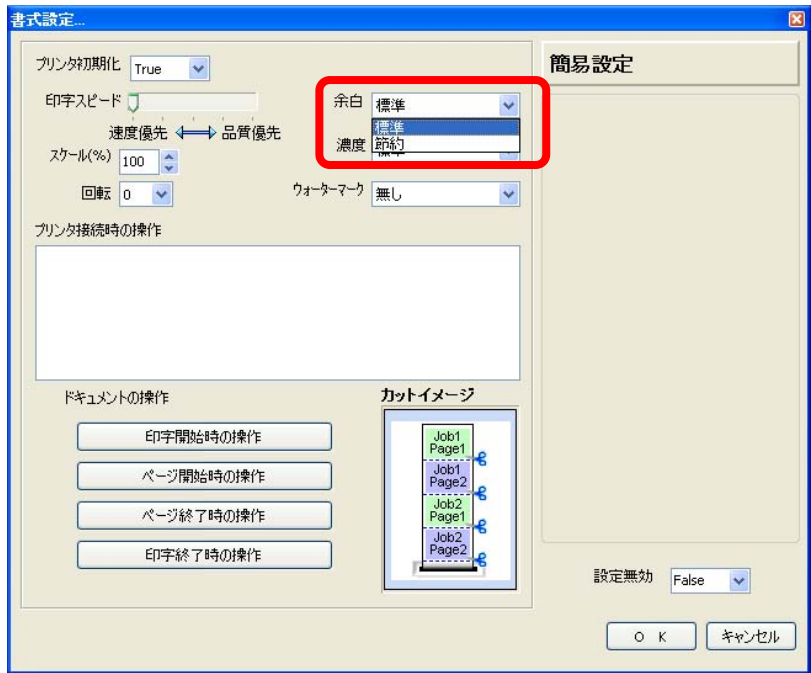 書式設定...
プリンタ初期化 True
印字スピード
速度優先 品質優先
スケール(%) 100
回転 0
余白 標準
標準
節約
濃度 標準
ウォーターマーク 無し
プリンタ接続時の操作
ドキュメントの操作
印字開始時の操作
ページ開始時の操作
ページ終了時の操作
印字終了時の操作
カットイメージ
Job1
Page1
Job1
Page2
Job2
Page1
Job2
Page2
簡易設定
設定無効 False
O K
キャンセル